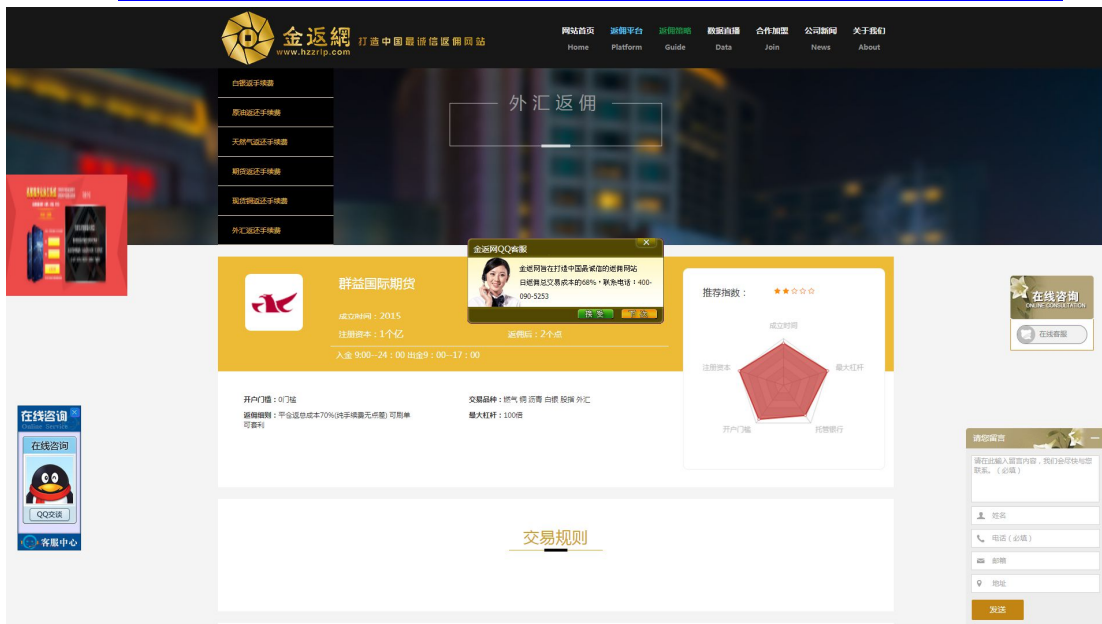 金返網
www.hzzrlp.com
打造中国最诚信返佣网站
网站首页 返佣平台 返佣策略 数据直播 合作加盟 公司新闻 关于我们
Home Platform Guide Data Join News About
白银返手续费
原油返还手续费
天然气返还手续费
期货返还手续费
现货铜返还手续费
外汇返还手续费
外汇返佣
金返网QQ客服
金返网旨在打造中国最诚信的返佣网站
日返佣总交易成本的68%，联系电话：400-
090-5253
接受
群益国际期货
成立时间：2015
注册资本：1个亿
返佣后：2个点
入金 9:00--24：00 出金9：00--17：00
推荐指数：
成立时间
注册资本
最大杠杆
开户门槛
托管银行
开户门槛：0门槛
交易品种：燃气 铜 沥青 白银 股指 外汇
返佣细则：平仓返总成本70%(纯手续费无点差) 可刷单
可套利
最大杠杆：100倍
交易规则
在线咨询
ONLINE CONSULTATION
在线客服
在线咨询
Online Service
在线咨询
QQ交谈
客服中心
请您留言
请在此输入留言内容，我们会尽快与您
联系。（必填）
姓名
电话（必填）
邮箱
地址
发送